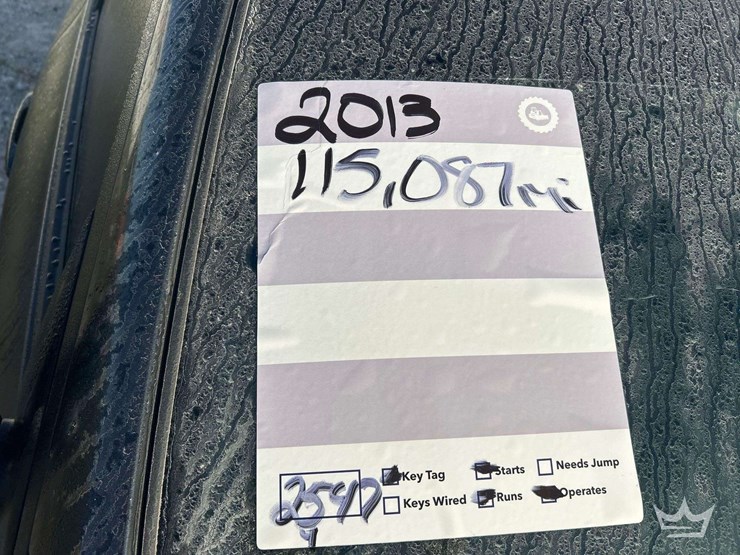 2013
115,087mi
Key Tag Starts Needs Jump
Keys Wired Runs Operates